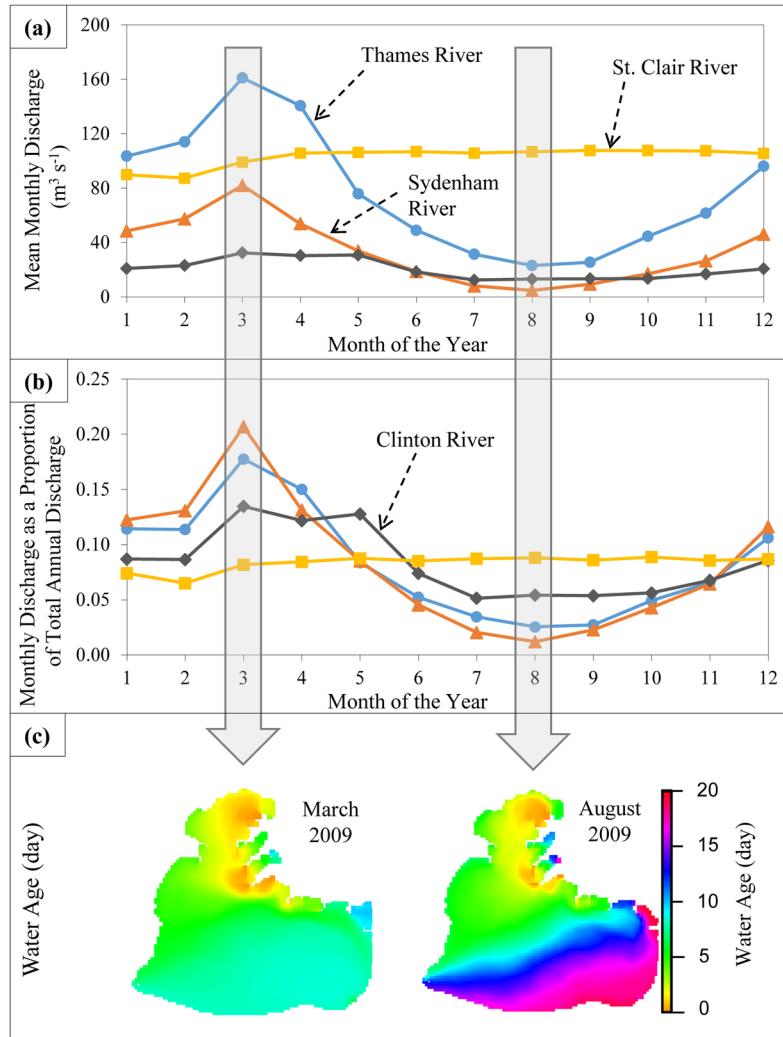 (a)
200
160
120
80
40
0
Mean Monthly Discharge
(m³ s⁻¹)
Thames River
St. Clair River
Sydenham
River
1 2 3 4 5 6 7 8 9 10 11 12
Month of the Year
(b)
0.25
0.20
0.15
0.10
0.05
0.00
Monthly Discharge as a Proportion
of Total Annual Discharge
Clinton River
1 2 3 4 5 6 7 8 9 10 11 12
Month of the Year
(c)
Water Age (day)
March
2009
August
2009
20
15
10
5
0
Water Age (day)